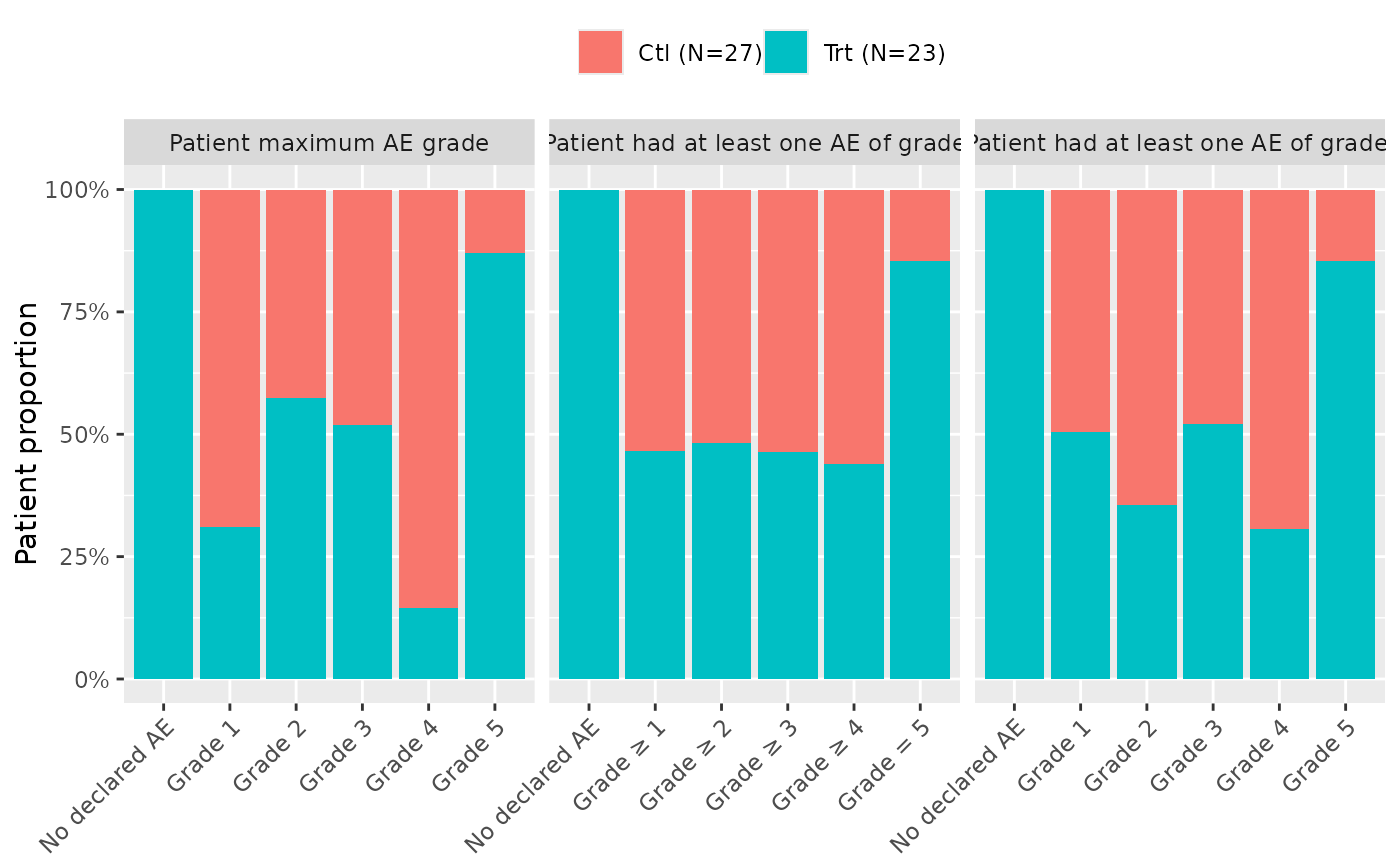 Ctl (N=27) Trt (N=23)
Patient maximum AE grade
Patient had at least one AE of grade
Patient had at least one AE of grade
Patient proportion
100%
75%
50%
25%
0%
No declared AE
Grade 1
Grade 2
Grade 3
Grade 4
Grade 5
No declared AE
Grade ≥ 1
Grade ≥ 2
Grade ≥ 3
Grade ≥ 4
Grade = 5
No declared AE
Grade 1
Grade 2
Grade 3
Grade 4
Grade 5